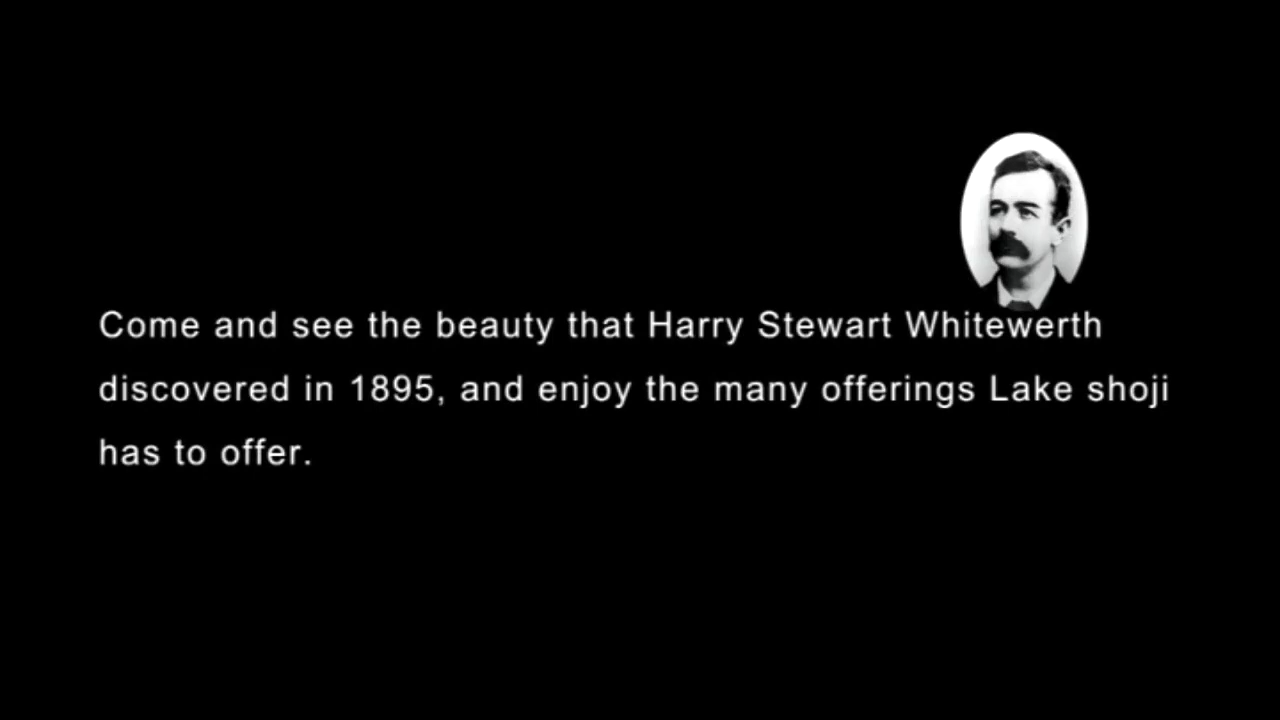 Come and see the beauty that Harry Stewart Whitewerth
discovered in 1895, and enjoy the many offerings Lake shoji
has to offer.